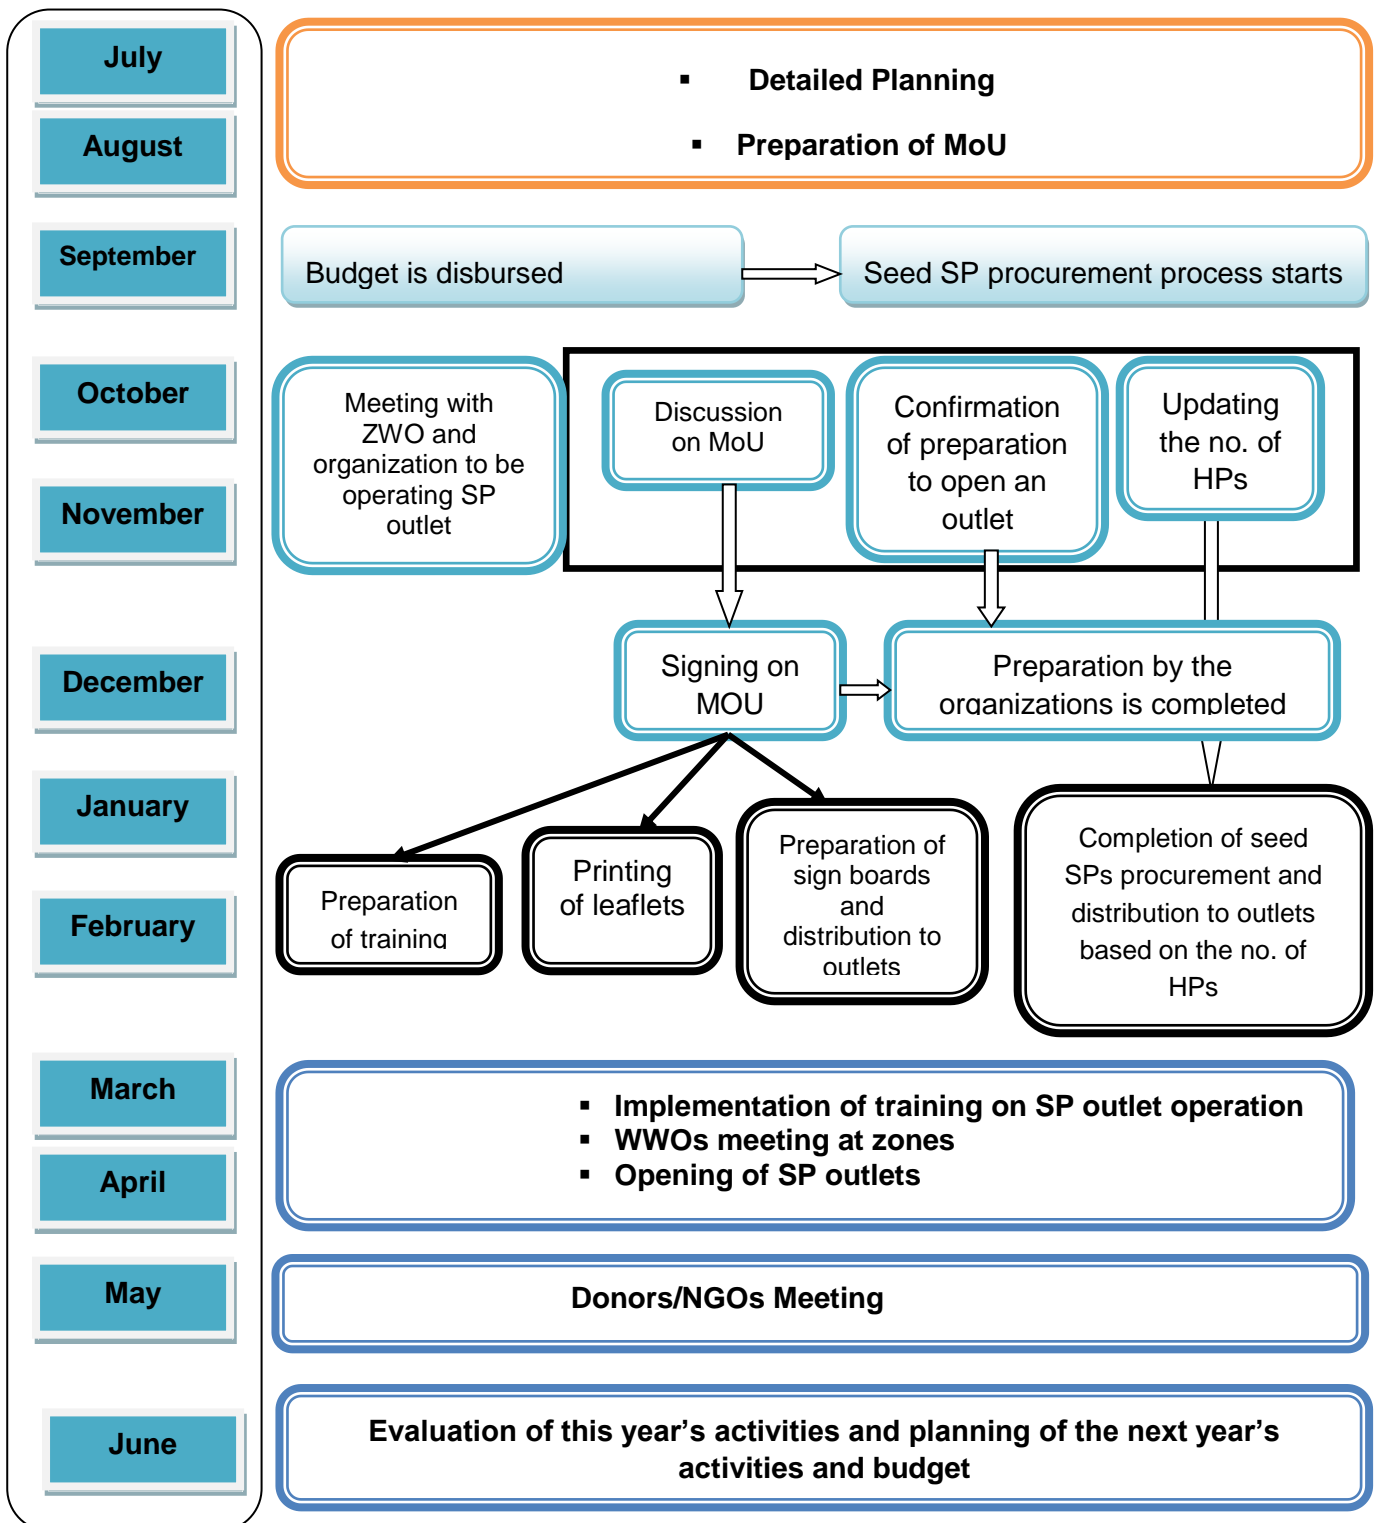 July
▪ Detailed Planning
August
▪ Preparation of MoU
September
Budget is disbursed
Seed SP procurement process starts
October
November
Meeting with
ZWO and
organization to be
operating SP
outlet
Discussion
on MoU
Confirmation
of preparation
to open an
outlet
Updating
the no. of
HPs
December
Signing on
MOU
Preparation by the
organizations is completed
January
February
Preparation
of training
Printing
of leaflets
Preparation of
sign boards
and
distribution to
outlets
Completion of seed
SPs procurement and
distribution to outlets
based on the no. of
HPs
March
April
▪ Implementation of training on SP outlet operation
▪ WWOs meeting at zones
▪ Opening of SP outlets
May
Donors/NGOs Meeting
June
Evaluation of this year’s activities and planning of the next year’s
activities and budget